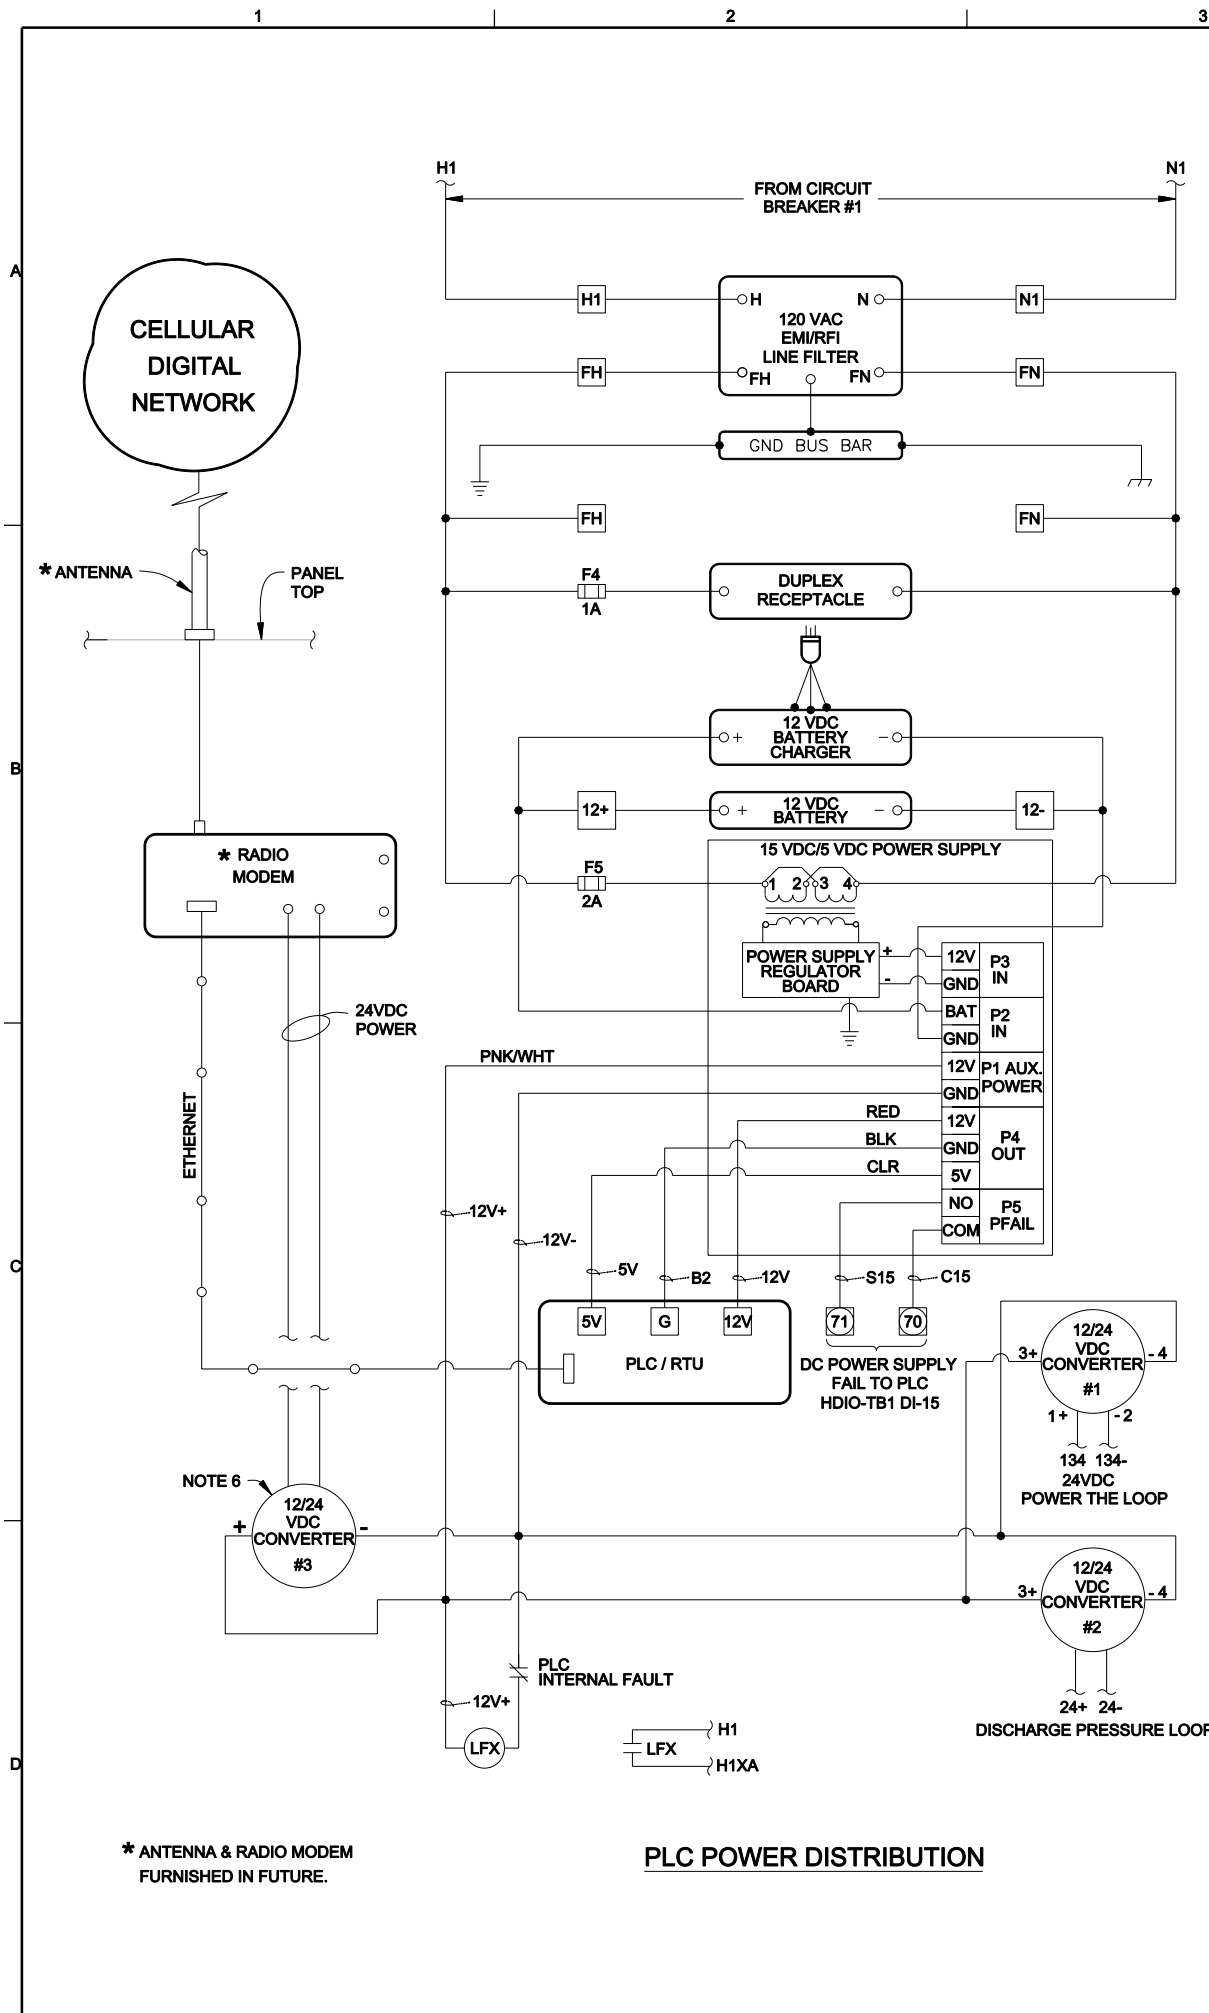 1
2
3
H1
N1
FROM CIRCUIT
BREAKER #1
A
H1
H
N
N1
120 VAC
EMI/RFI
LINE FILTER
FH
FH
FN
FN
CELLULAR
DIGITAL
NETWORK
GND BUS BAR
FH
FN
* ANTENNA
PANEL
TOP
F4
1A
DUPLEX
RECEPTACLE
B
+
12 VDC
BATTERY
CHARGER
-
12+
+
12 VDC
BATTERY
-
12-
* RADIO
MODEM
15 VDC/5 VDC POWER SUPPLY
F5
2A
1 2 3 4
POWER SUPPLY
REGULATOR
BOARD
+
-
12V
GND
P3
IN
BAT
GND
P2
IN
24VDC
POWER
PNK/WHT
12V
GND
P1 AUX.
POWER
RED
BLK
CLR
12V
GND
5V
P4
OUT
NO
COM
P5
PFAIL
ETHERNET
12V+
12V-
C
5V
B2
12V
S15
C15
5V
G
12V
PLC / RTU
71
70
DC POWER SUPPLY
FAIL TO PLC
HDIO-TB1 DI-15
3+
12/24
VDC
CONVERTER
#1
- 4
1 +
- 2
134 134-
24VDC
POWER THE LOOP
NOTE 6
+
12/24
VDC
CONVERTER
#3
-
3+
12/24
VDC
CONVERTER
#2
- 4
24+ 24-
DISCHARGE PRESSURE LOOP
PLC
INTERNAL FAULT
12V+
LFX
LFX
H1
H1XA
D
* ANTENNA & RADIO MODEM
FURNISHED IN FUTURE.
PLC POWER DISTRIBUTION